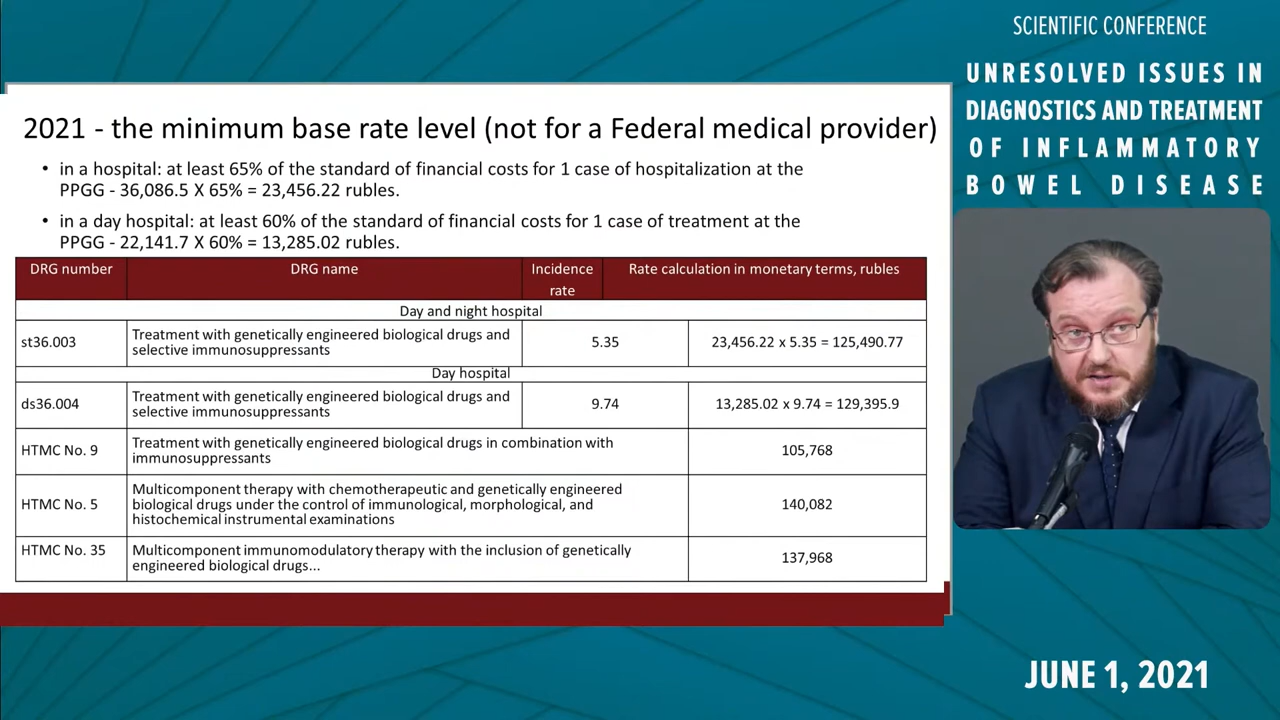 SCIENTIFIC CONFERENCE
UNRESOLVED ISSUES IN
DIAGNOSTICS AND TREATMENT
OF INFLAMMATORY
BOWEL DISEASE
2021 - the minimum base rate level (not for a Federal medical provider)
• in a hospital: at least 65% of the standard of financial costs for 1 case of hospitalization at the
PPGG - 36,086.5 X 65% = 23,456.22 rubles.
• in a day hospital: at least 60% of the standard of financial costs for 1 case of treatment at the
PPGG - 22,141.7 X 60% = 13,285.02 rubles.
DRG number DRG name Incidence Rate calculation in monetary terms, rubles
rate
Day and night hospital
Treatment with genetically engineered biological drugs and
st36.003 5.35 23,456.22 x 5.35 = 125,490.77
selective immunosuppressants
Day hospital
Treatment with genetically engineered biological drugs and
ds36.004 9.74 13,285.02 x 9.74 = 129,395.9
selective immunosuppressants
Treatment with genetically engineered biological drugs in combination with
HTMC No. 9 105,768
immunosuppressants
Multicomponent therapy with chemotherapeutic and genetically engineered
HTMC No. 5 biological drugs under the control of immunological, morphological, and 140,082
histochemical instrumental examinations
HTMC No. 35 Multicomponent immunomodulatory therapy with the inclusion of genetically
137,968
engineered biological drugs...
JUNE 1, 2021